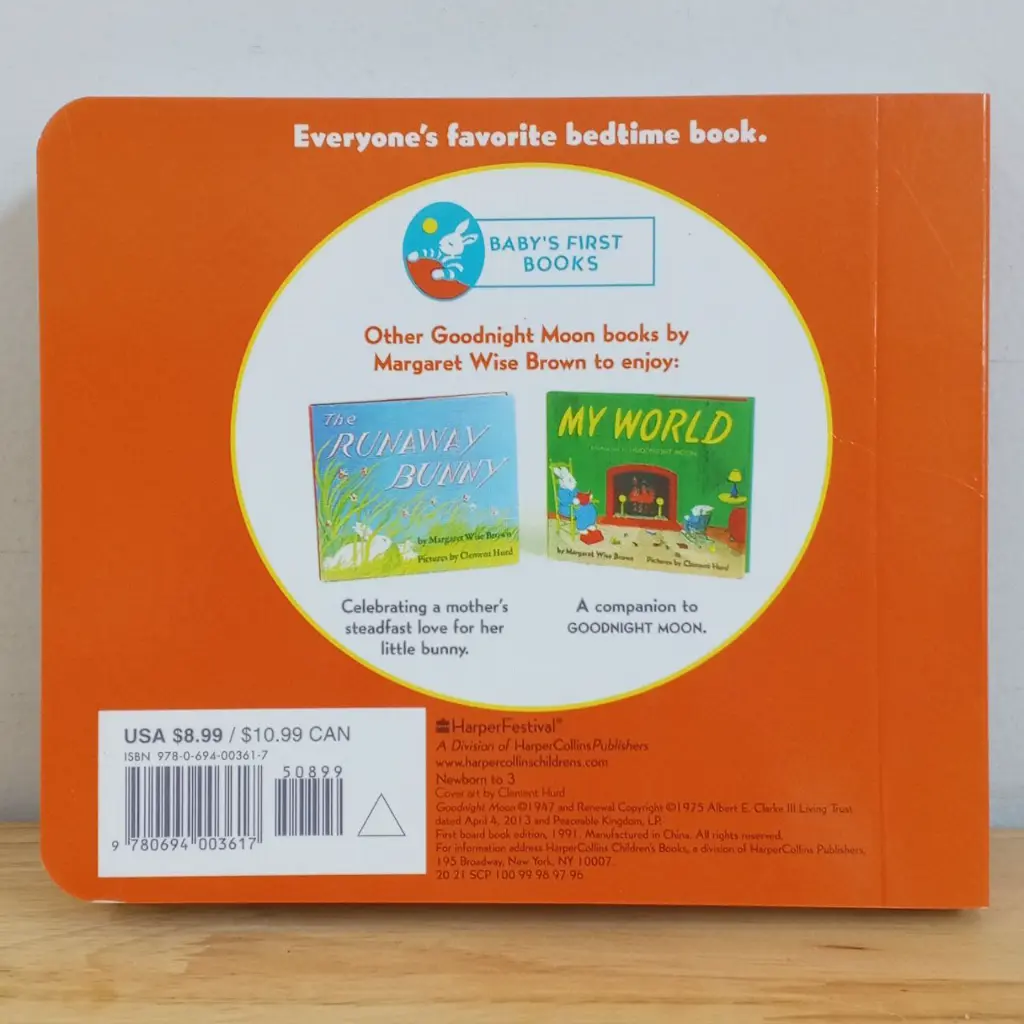 Everyone's favorite bedtime book.
BABY'S FIRST
BOOKS
Other Goodnight Moon books by
Margaret Wise Brown to enjoy:
The
RUNAWAY
BUNNY
by Margaret Wise Brown
Pictures by Clement Hurd
MY WORLD
GOODNIGHT MOON
by Margaret Wise Brown Pictures by Clement Hurd
Celebrating a mother's
steadfast love for her
little bunny.
A companion to
GOODNIGHT MOON.
USA $8.99 / $10.99 CAN
ISBN 978-0-694-00361-7
50899
9 780694 003617
HarperFestival®
A Division of HarperCollinsPublishers
www.harpercollinschildrens.com
Newborn to 3
Cover art by Clement Hurd
Goodnight Moon ©1947 and Renewal Copyright ©1975 Albert E. Clarke III Living Trust
dated April 4, 2013 and Peaceable Kingdom, LP.
First board book edition, 1991. Manufactured in China. All rights reserved.
For information address HarperCollins Children's Books, a division of HarperCollins Publishers,
195 Broadway, New York, NY 10007.
20 21 SCP 100 99 98 97 96